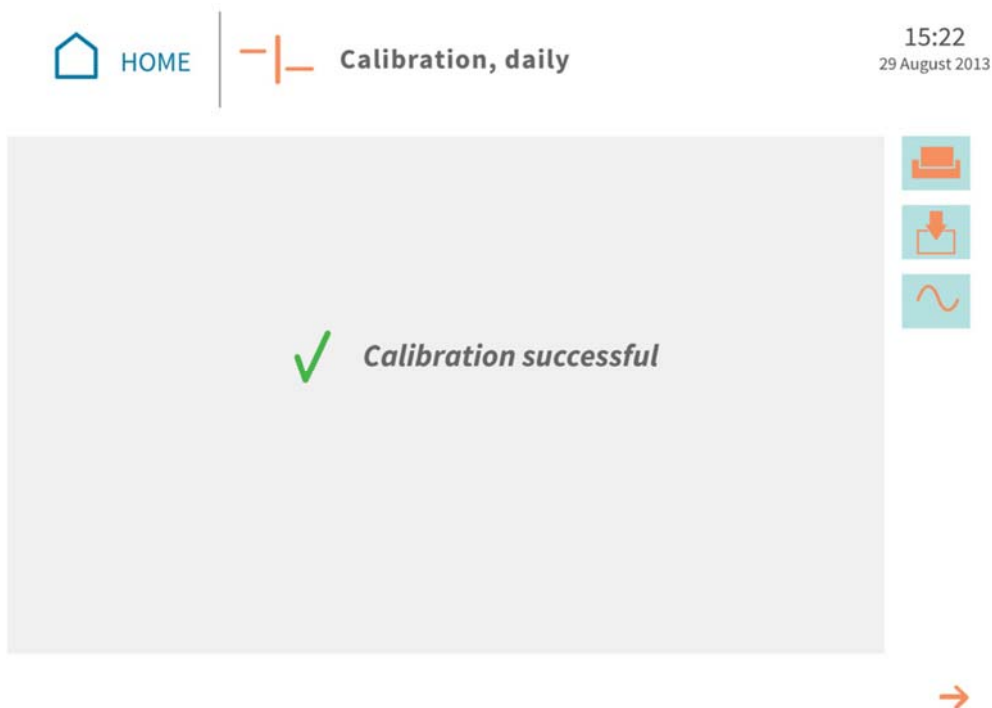 HOME
Calibration, daily
15:22
29 August 2013
Calibration successful